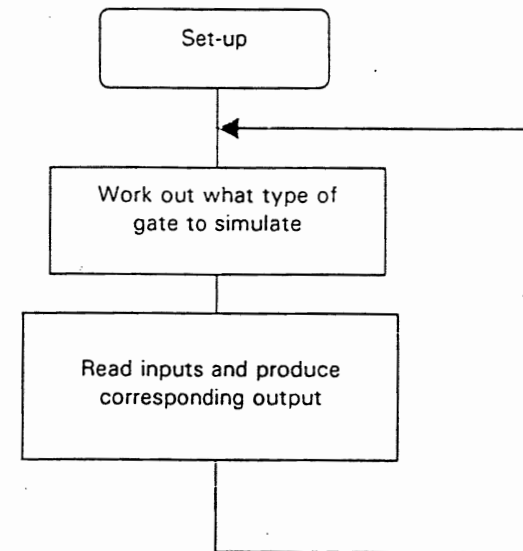 Set-up
Work out what type of
gate to simulate
Read inputs and produce
corresponding output